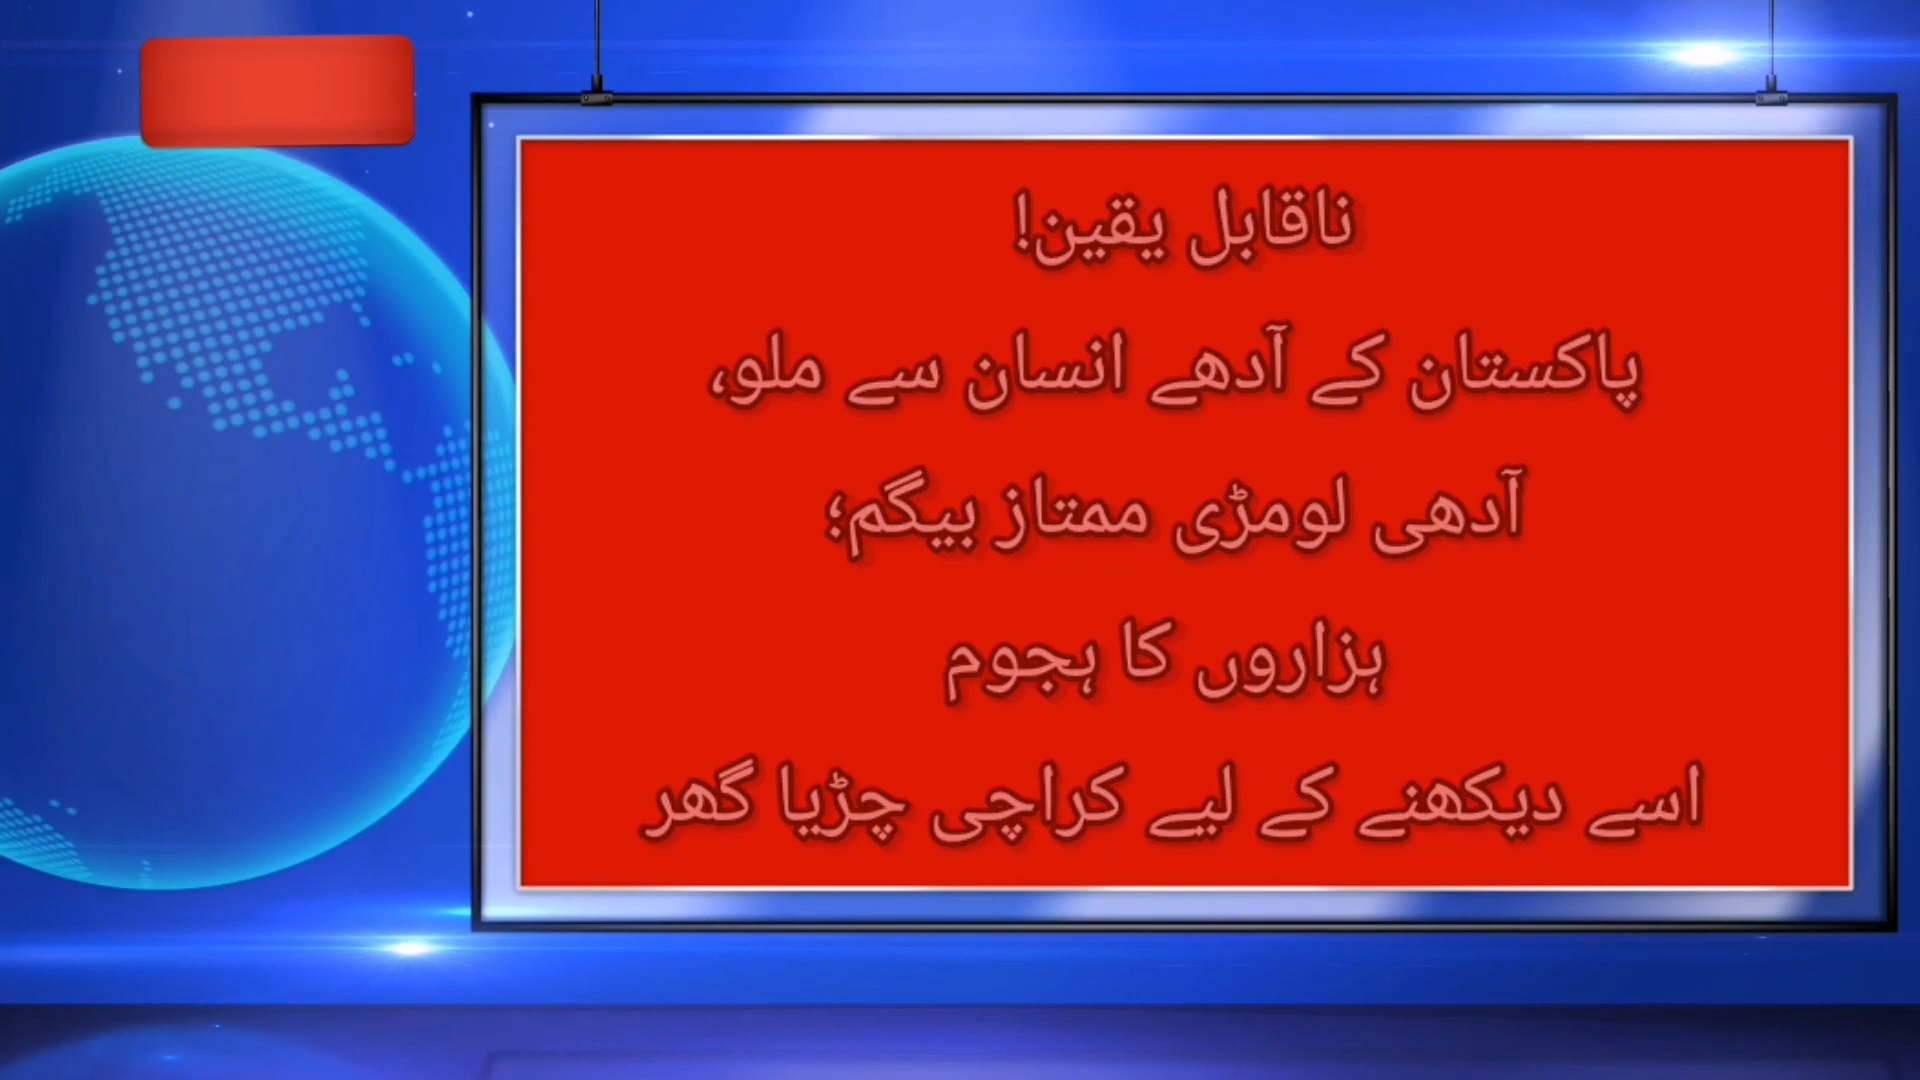 ناقابل یقین!
پاکستان کے آدھے انسان سے ملو،
آدھی لومڑی ممتاز بیگم؛
ہزاروں کا ہجوم
اسے دیکھنے کے لیے کراچی چڑیا گھر